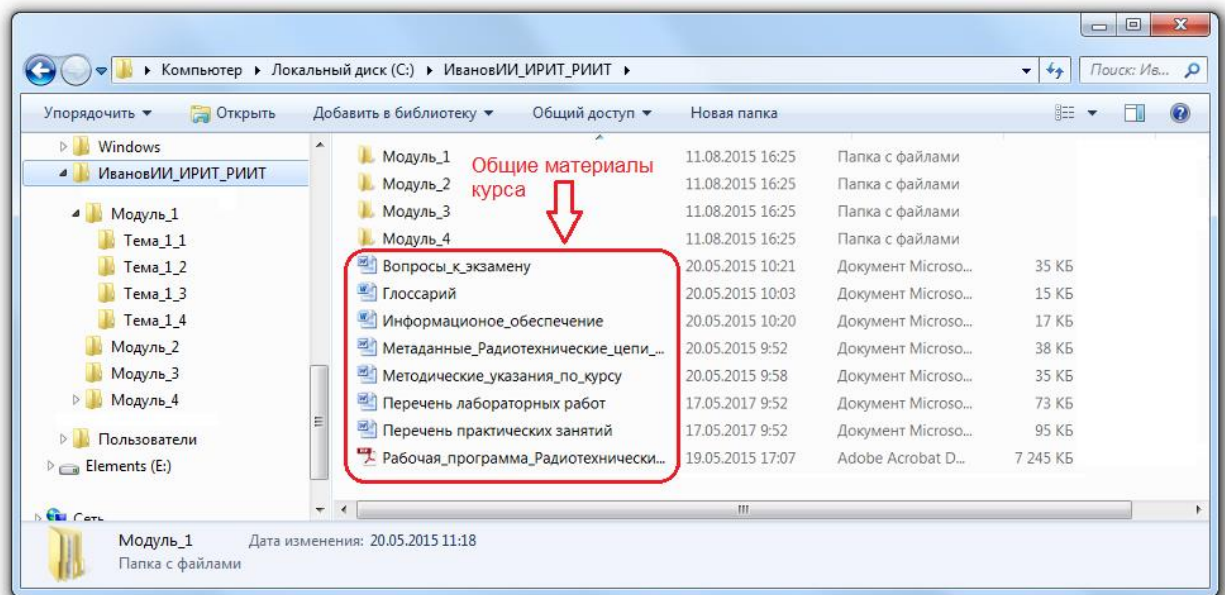 Компьютер ▸ Локальный диск (C:) ▸ ИвановИИ_ИРИТ_РИИТ ▸ Поиск: Ив...
Упорядочить Открыть Добавить в библиотеку Общий доступ Новая папка
Windows
ИвановИИ_ИРИТ_РИИТ
Модуль_1
Тема_1_1
Тема_1_2
Тема_1_3
Тема_1_4
Модуль_2
Модуль_3
Модуль_4
Пользователи
Elements (E:)
Сеть
Общие материалы
курса
Модуль_1 11.08.2015 16:25 Папка с файлами
Модуль_2 11.08.2015 16:25 Папка с файлами
Модуль_3 11.08.2015 16:25 Папка с файлами
Модуль_4 11.08.2015 16:25 Папка с файлами
Вопросы_к_экзамену 20.05.2015 10:21 Документ Microso... 35 КБ
Глоссарий 20.05.2015 10:03 Документ Microso... 15 КБ
Информационое_обеспечение 20.05.2015 10:20 Документ Microso... 17 КБ
Метаданные_Радиотехнические_цепи_... 20.05.2015 9:52 Документ Microso... 38 КБ
Методические_указания_по_курсу 20.05.2015 9:58 Документ Microso... 35 КБ
Перечень лабораторных работ 17.05.2017 9:52 Документ Microso... 73 КБ
Перечень практических занятий 17.05.2017 9:52 Документ Microso... 95 КБ
Рабочая_программа_Радиотехнически... 19.05.2015 17:07 Adobe Acrobat D... 7 245 КБ
Модуль_1 Дата изменения: 20.05.2015 11:18
Папка с файлами